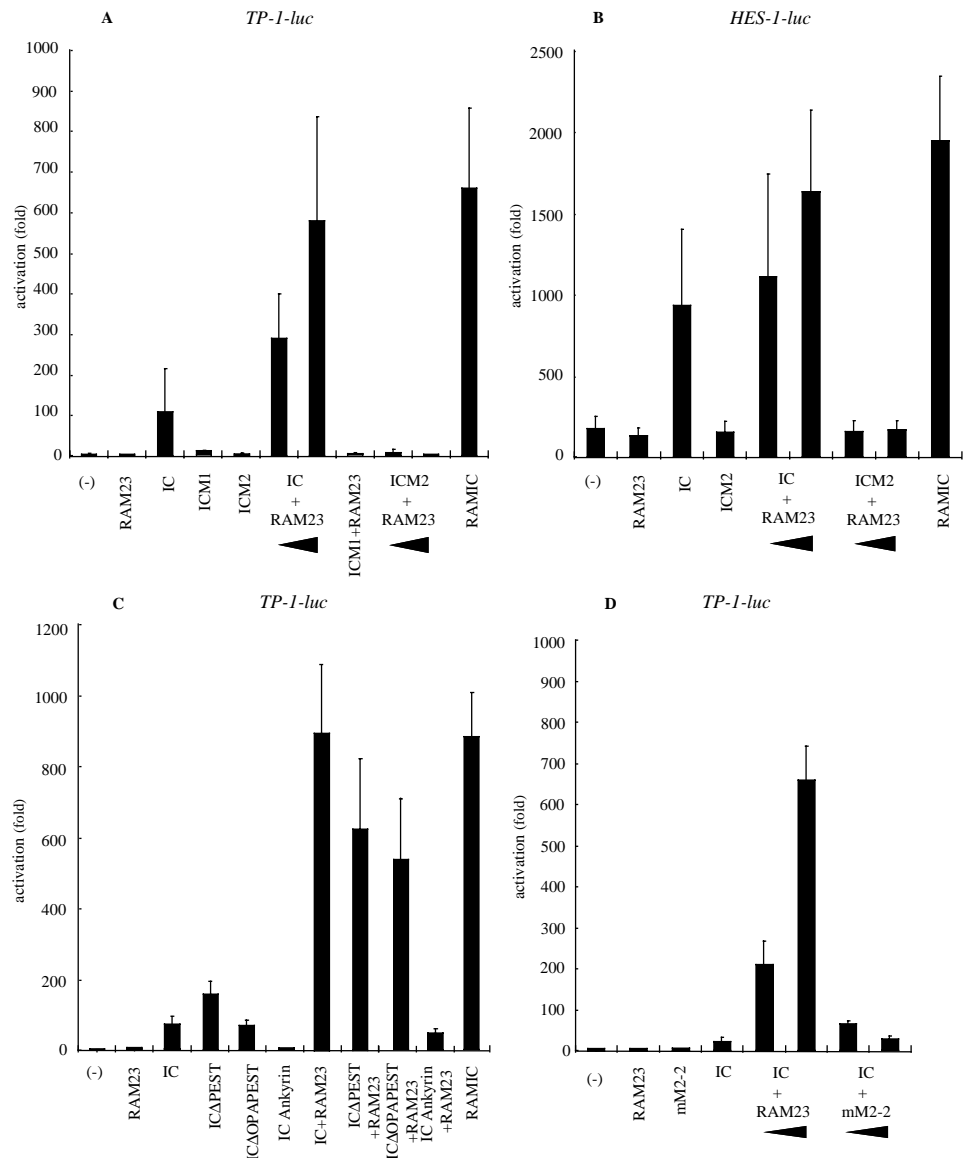 A
TP-1-luc
1000
900
800
700
600
500
400
300
200
100
0
activation (fold)
(-)
RAM23
IC
ICM1
ICM2
IC
+
RAM23
ICM1+RAM23
ICM2
+
RAM23
RAMIC
B
HES-1-luc
2500
2000
1500
1000
500
0
activation (fold)
(-)
RAM23
IC
ICM2
IC
+
RAM23
ICM2
+
RAM23
RAMIC
C
TP-1-luc
1200
1000
800
600
400
200
0
activation (fold)
(-)
RAM23
IC
ICΔPEST
ICΔOPAPEST
IC Ankyrin
IC+RAM23
ICΔPEST
+RAM23
ICΔOPAPEST
+RAM23
IC Ankyrin
+RAM23
RAMIC
D
TP-1-luc
1000
900
800
700
600
500
400
300
200
100
0
activation (fold)
(-)
RAM23
mM2-2
IC
IC
+
RAM23
IC
+
mM2-2